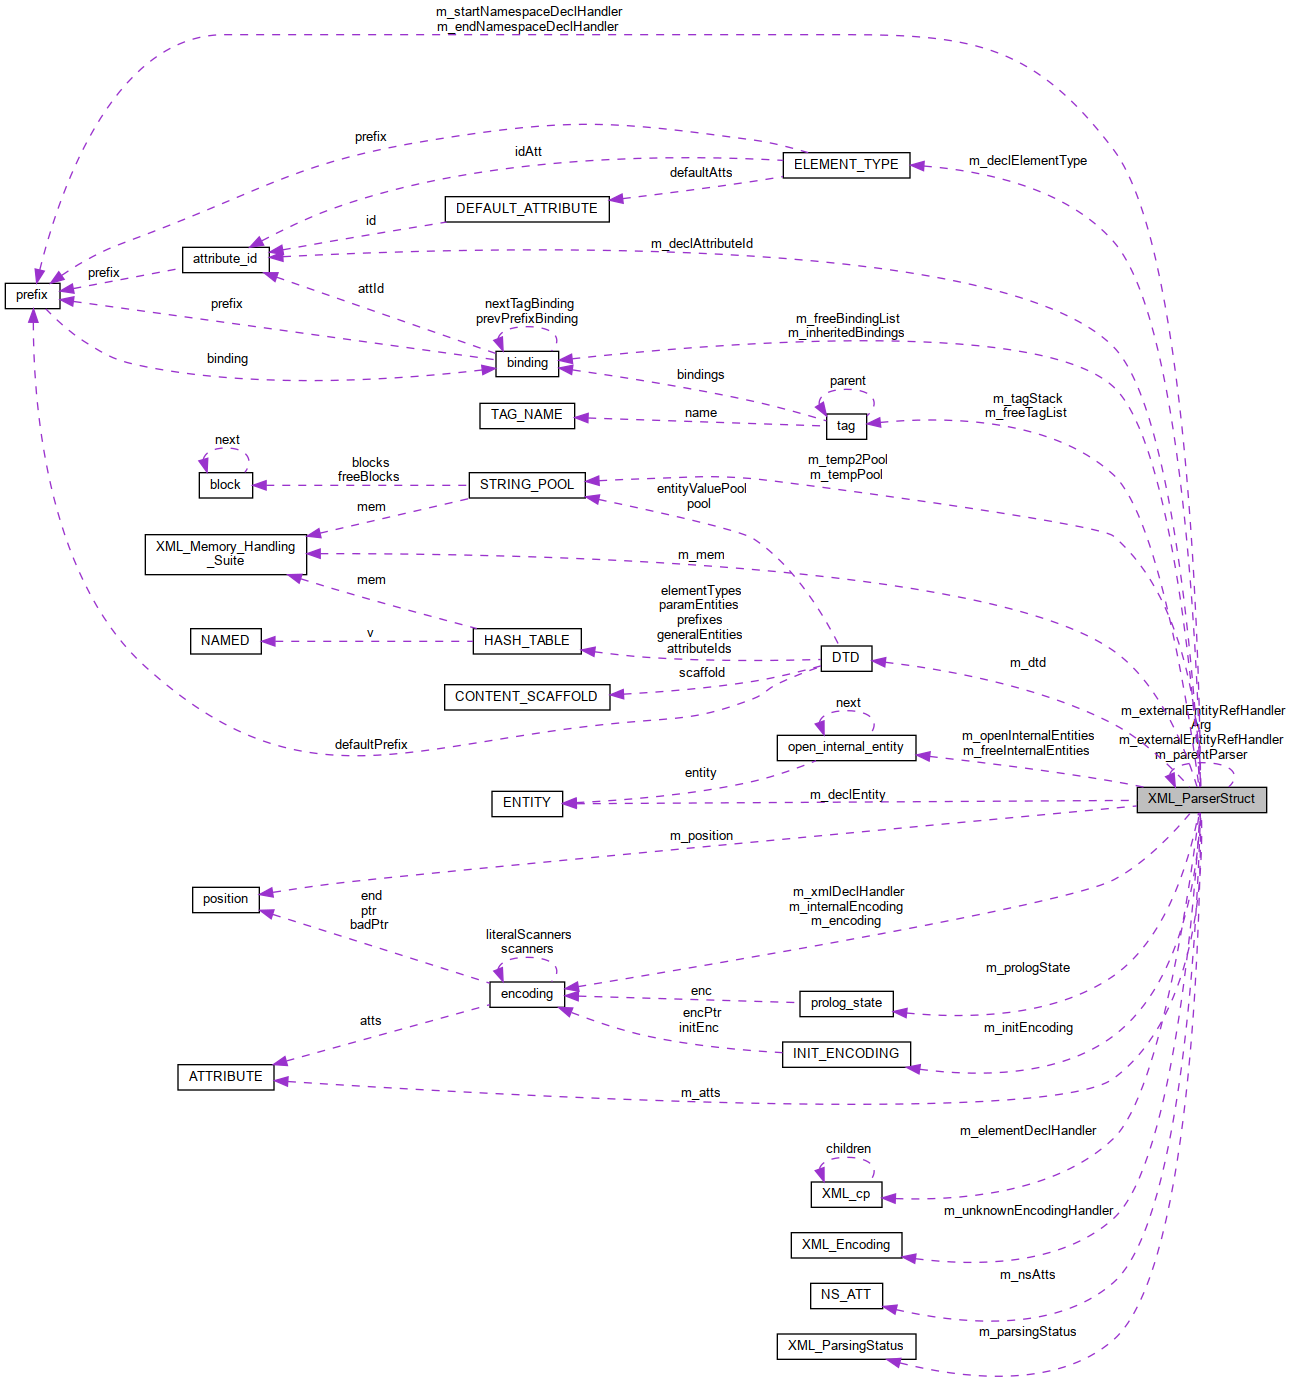 m_startNamespaceDeclHandler
m_endNamespaceDeclHandler
prefix
idAtt
ELEMENT_TYPE
m_declElementType
defaultAtts
DEFAULT_ATTRIBUTE
id
m_declAttributeId
attribute_id
prefix
attId
prefix
prefix
nextTagBinding
prevPrefixBinding
m_freeBindingList
m_inheritedBindings
binding
binding
bindings
parent
m_tagStack
m_freeTagList
TAG_NAME
name
tag
next
blocks
freeBlocks
m_temp2Pool
m_tempPool
block
STRING_POOL
entityValuePool
pool
mem
XML_Memory_Handling
_Suite
m_mem
mem
elementTypes
paramEntities
prefixes
generalEntities
attributeIds
NAMED
v
HASH_TABLE
DTD
m_dtd
scaffold
CONTENT_SCAFFOLD
next
m_externalEntityRefHandler
Arg
m_externalEntityRefHandler
m_parentParser
defaultPrefix
open_internal_entity
m_openInternalEntities
m_freeInternalEntities
entity
ENTITY
m_declEntity
XML_ParserStruct
m_position
position
end
ptr
badPtr
m_xmlDeclHandler
m_internalEncoding
m_encoding
literalScanners
scanners
m_prologState
encoding
enc
prolog_state
encPtr
initEnc
m_initEncoding
atts
INIT_ENCODING
ATTRIBUTE
m_atts
m_elementDeclHandler
children
XML_cp
m_unknownEncodingHandler
XML_Encoding
m_nsAtts
NS_ATT
m_parsingStatus
XML_ParsingStatus